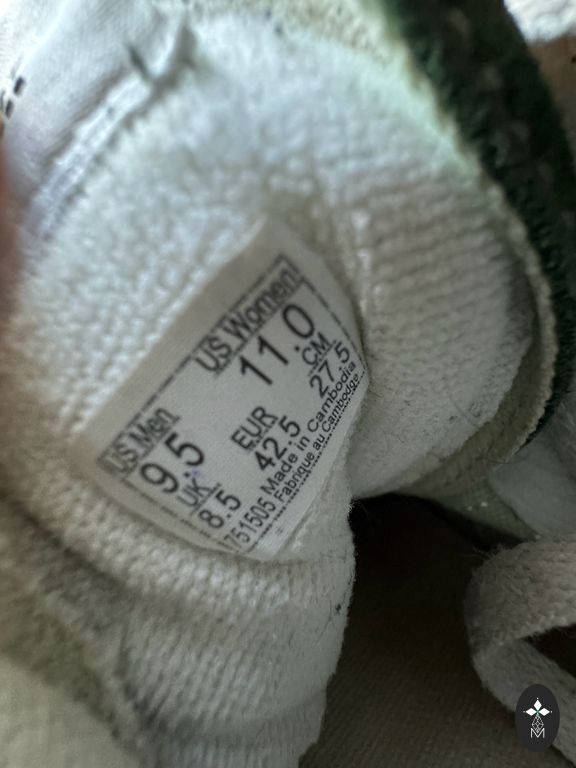 US Men US Women
9.5 11.0
UK EUR CM
8.5 42.5 27.5
751505 Made in Cambodia
Fabriqué au Cambodge
M